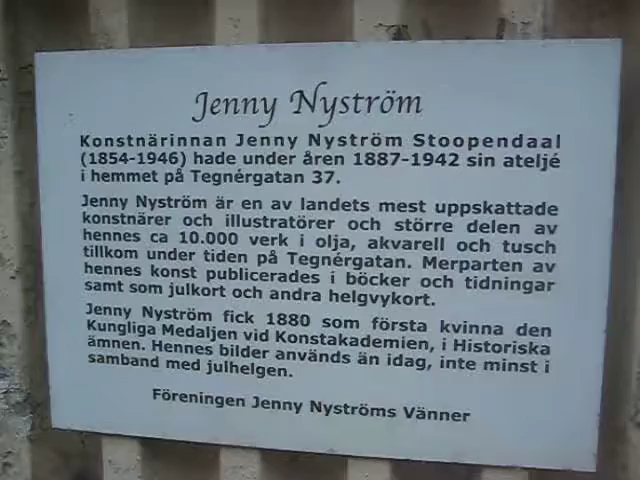 Jenny Nyström
Konstnärinnan Jenny Nyström Stoopendaal
(1854-1946) hade under åren 1887-1942 sin ateljé
i hemmet på Tegnérgatan 37.
Jenny Nyström är en av landets mest uppskattade
konstnärer och illustratörer och större delen av
hennes ca 10.000 verk i olja, akvarell och tusch
tillkom under tiden på Tegnérgatan. Merparten av
hennes konst publicerades i böcker och tidningar
samt som julkort och andra helgvykort.
Jenny Nyström fick 1880 som första kvinna den
Kungliga Medaljen vid Konstakademien, i Historiska
ämnen. Hennes bilder används än idag, inte minst i
samband med julhelgen.
Föreningen Jenny Nyströms Vänner